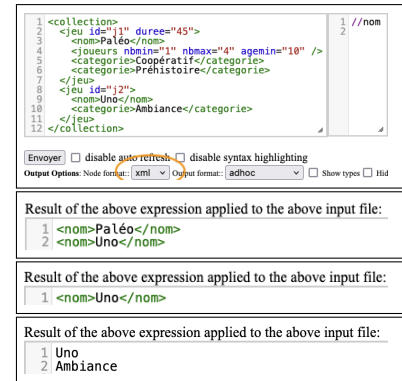 1 <collection>
2 <jeu id="j1" duree="45">
3 <nom>Paléo</nom>
4 <joueurs nbmin="1" nbmax="4" agemin="10" />
5 <categorie>Coopératif</categorie>
6 <categorie>Préhistoire</categorie>
7 </jeu>
8 <jeu id="j2">
9 <nom>Uno</nom>
10 <categorie>Ambiance</categorie>
11 </jeu>
12 </collection>
1 //nom
2
Envoyer disable auto refresh disable syntax highlighting
Output Options: Node format:: xml Output format:: adhoc Show types Hid
Result of the above expression applied to the above input file:
1 <nom>Paléo</nom>
2 <nom>Uno</nom>
Result of the above expression applied to the above input file:
1 <nom>Uno</nom>
Result of the above expression applied to the above input file:
1 Uno
2 Ambiance